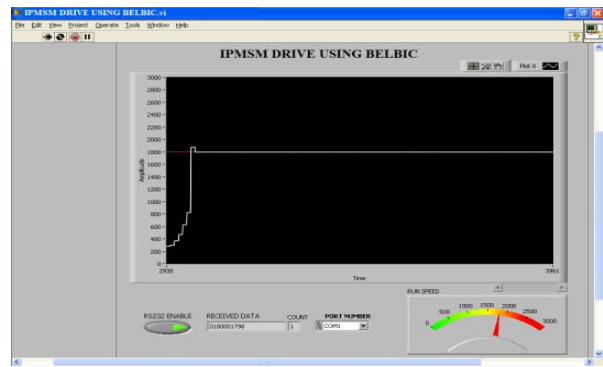 IPMSM DRIVE USING BELBIC.vi
File Edit View Project Operate Tools Window Help
IPMSM DRIVE USING BELBIC
Plot 0
3000
2800
2600
2400
2200
2000
1800
1600
1400
1200
1000
800
600
400
200
0
Amplitude
2938
3961
Time
RUN SPEED
RS232 ENABLE
RECEIVED DATA
0180001798
COUNT
1
PORT NUMBER
COM1
0
500
1000
1500
2000
2500
3000